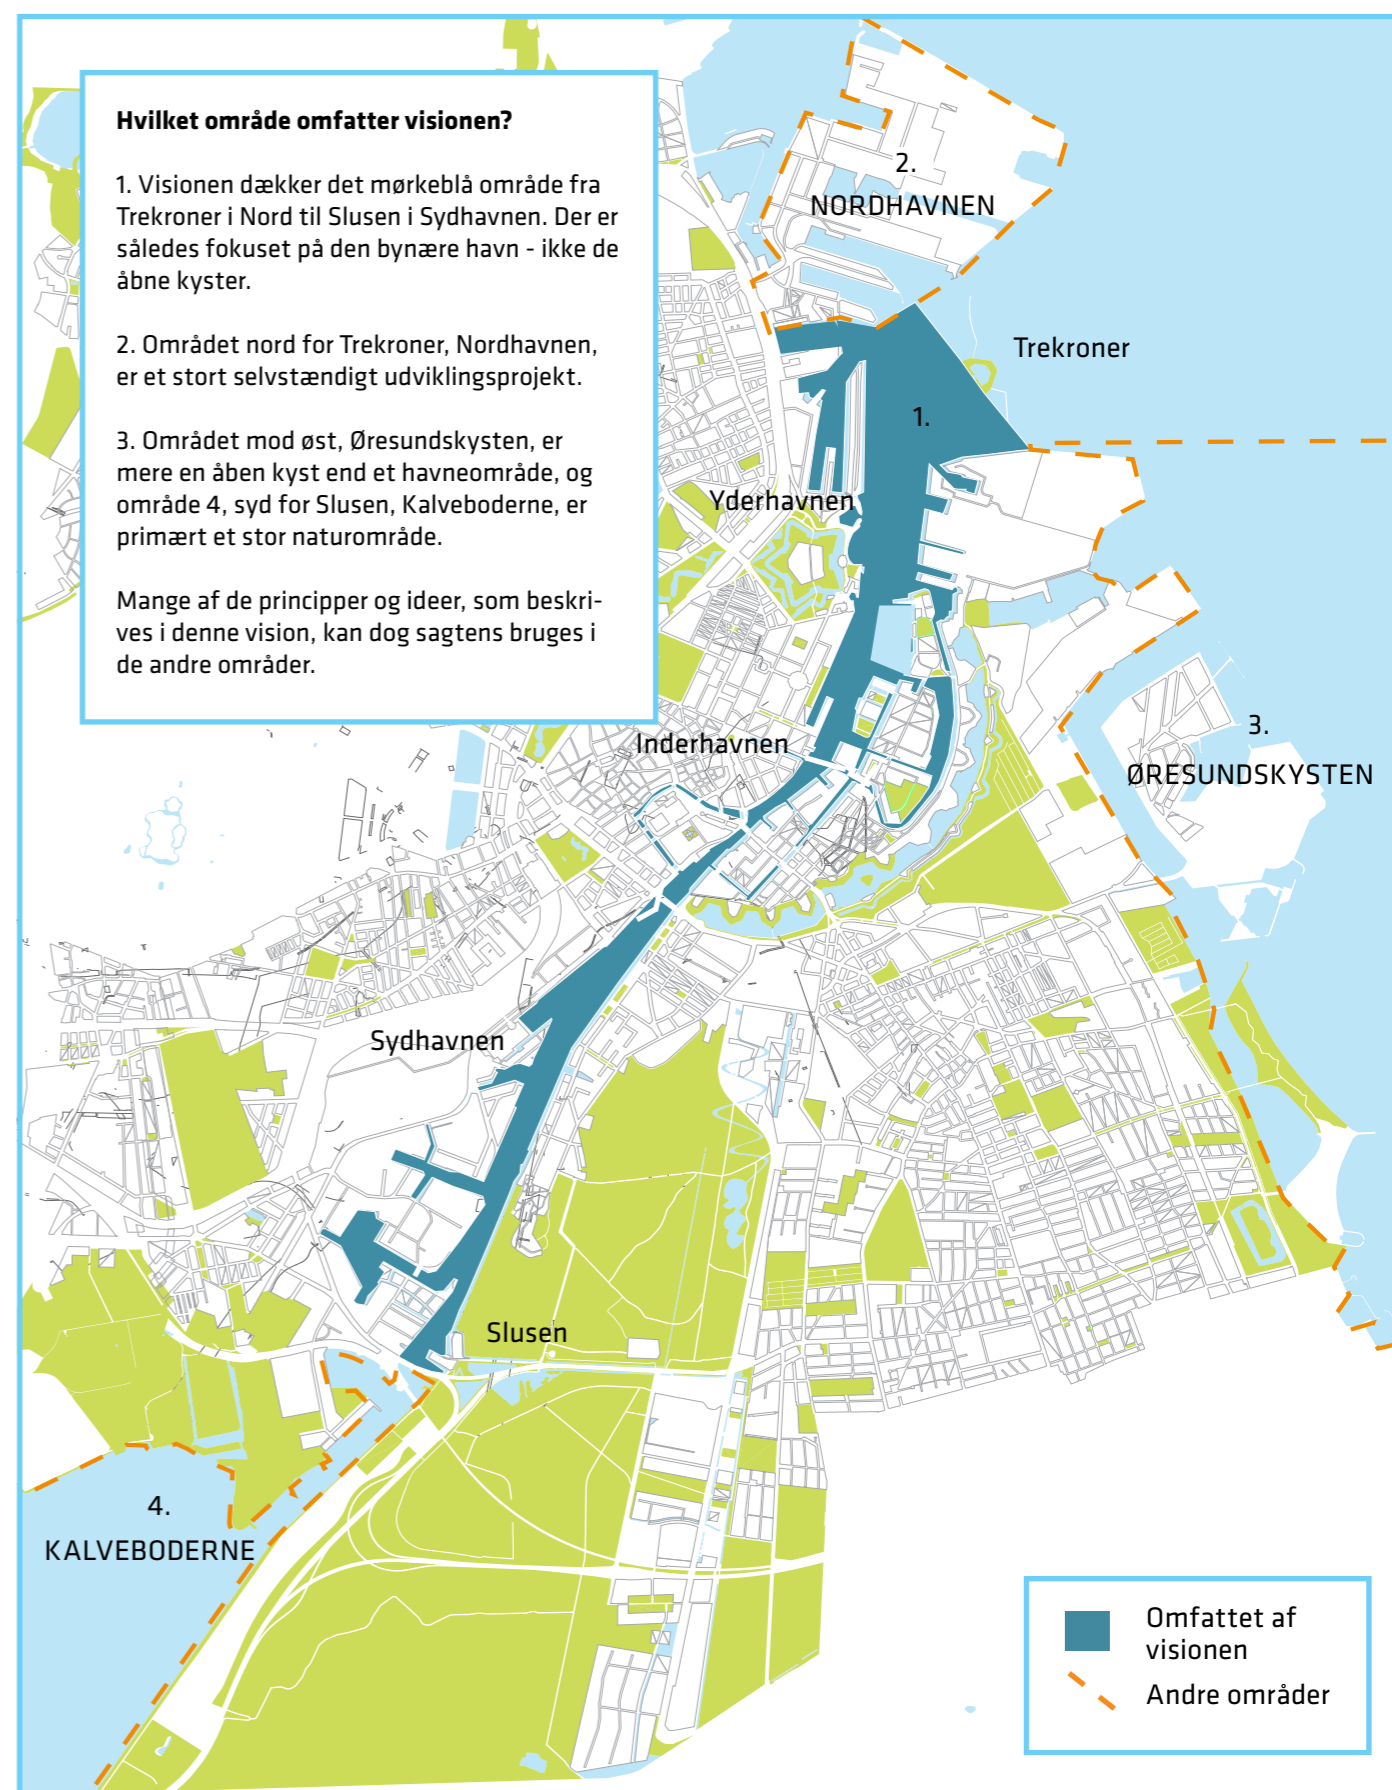 Hvilket område omfatter visionen?
1. Visionen dækker det mørkeblå område fra
Trekroner i Nord til Slusen i Sydhavnen. Der er
således fokuset på den bynære havn - ikke de
åbne kyster.
2. Området nord for Trekroner, Nordhavnen,
er et stort selvstændigt udviklingsprojekt.
3. Området mod øst, Øresundskysten, er
mere en åben kyst end et havneområde, og
område 4, syd for Slusen, Kalveboderne, er
primært et stor naturområde.
Mange af de principper og ideer, som beskri-
ves i denne vision, kan dog sagtens bruges i
de andre områder.
2.
NORDHAVNEN
Trekroner
1.
Yderhavnen
Inderhavnen
3.
ØRESUNDSKYSTEN
Sydhavnen
Slusen
4.
KALVEBODERNE
Omfattet af
visionen
Andre områder